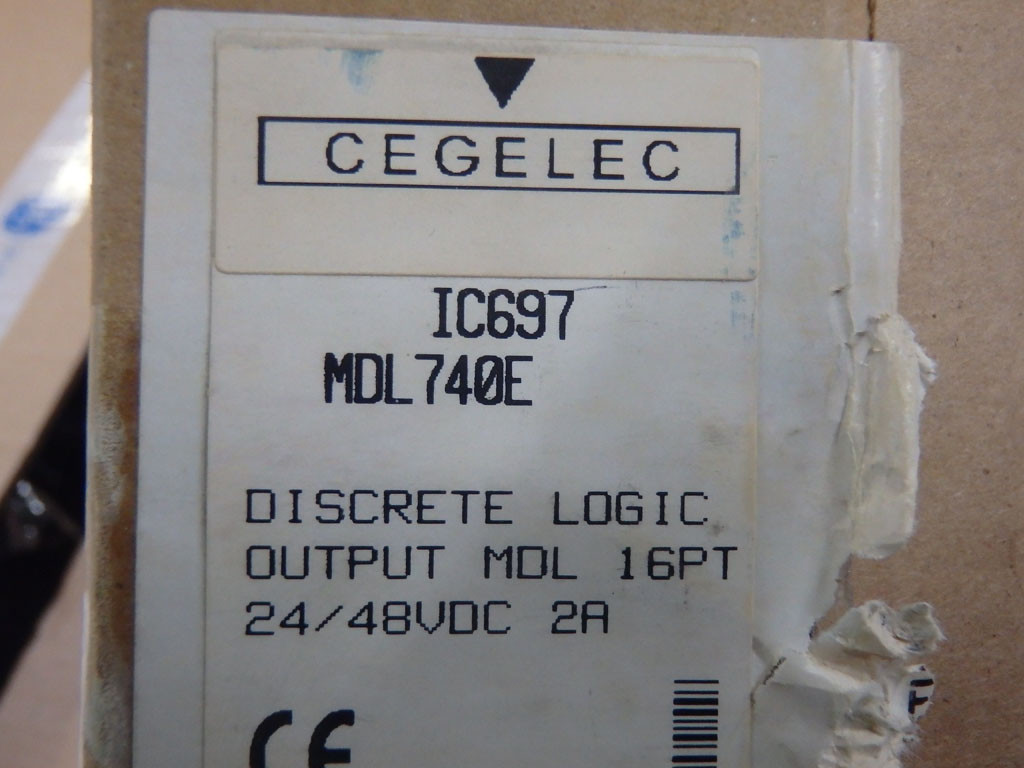 CEGELEC
IC697
MDL740E
DISCRETE LOGIC
OUTPUT MDL 16PT
24/48VDC 2A
CE